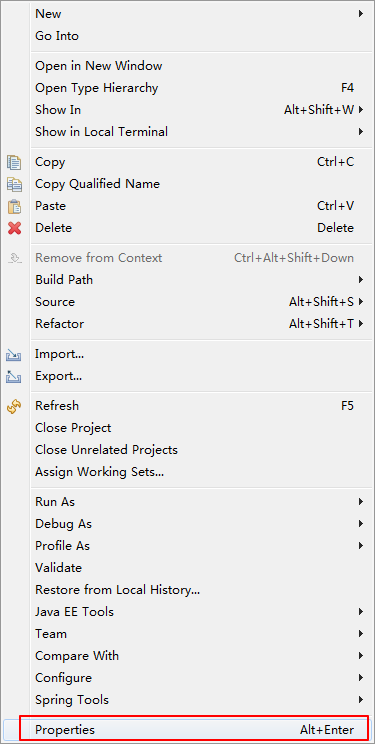 New
Go Into
Open in New Window
Open Type Hierarchy F4
Show In Alt+Shift+W
Show in Local Terminal
Copy Ctrl+C
Copy Qualified Name
Paste Ctrl+V
Delete Delete
Remove from Context Ctrl+Alt+Shift+Down
Build Path
Source Alt+Shift+S
Refactor Alt+Shift+T
Import...
Export...
Refresh F5
Close Project
Close Unrelated Projects
Assign Working Sets...
Run As
Debug As
Profile As
Validate
Restore from Local History...
Java EE Tools
Team
Compare With
Configure
Spring Tools
Properties Alt+Enter